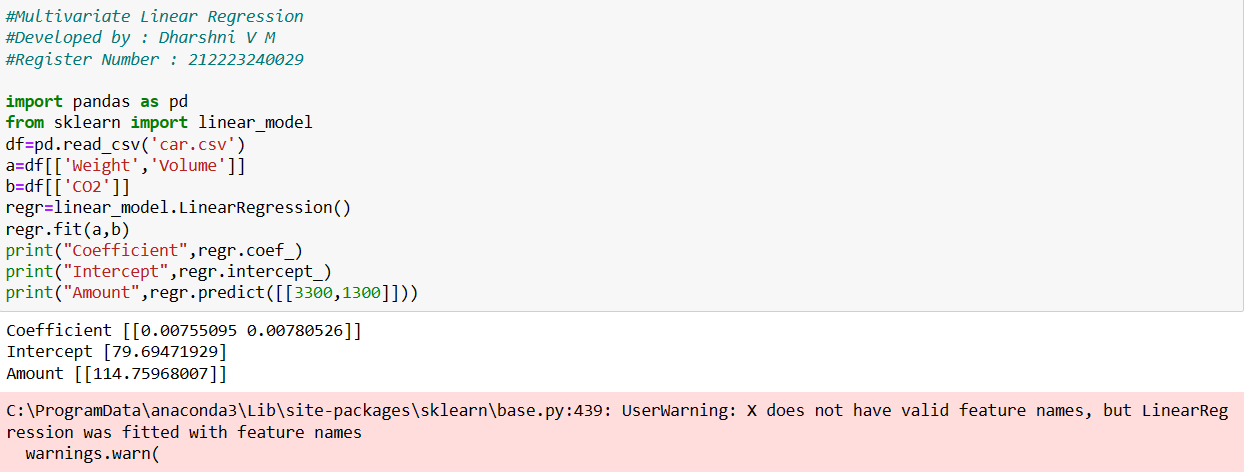 #Multivariate Linear Regression
#Developed by : Dharshni V M
#Register Number : 212223240029
import pandas as pd
from sklearn import linear_model
df=pd.read_csv('car.csv')
a=df[['Weight','Volume']]
b=df[['CO2']]
regr=linear_model.LinearRegression()
regr.fit(a,b)
print("Coefficient",regr.coef_)
print("Intercept",regr.intercept_)
print("Amount",regr.predict([[3300,1300]]))
Coefficient [[0.00755095 0.00780526]]
Intercept [79.69471929]
Amount [[114.75968007]]
C:\ProgramData\anaconda3\Lib\site-packages\sklearn\base.py:439: UserWarning: X does not have valid feature names, but LinearReg
ression was fitted with feature names
  warnings.warn(